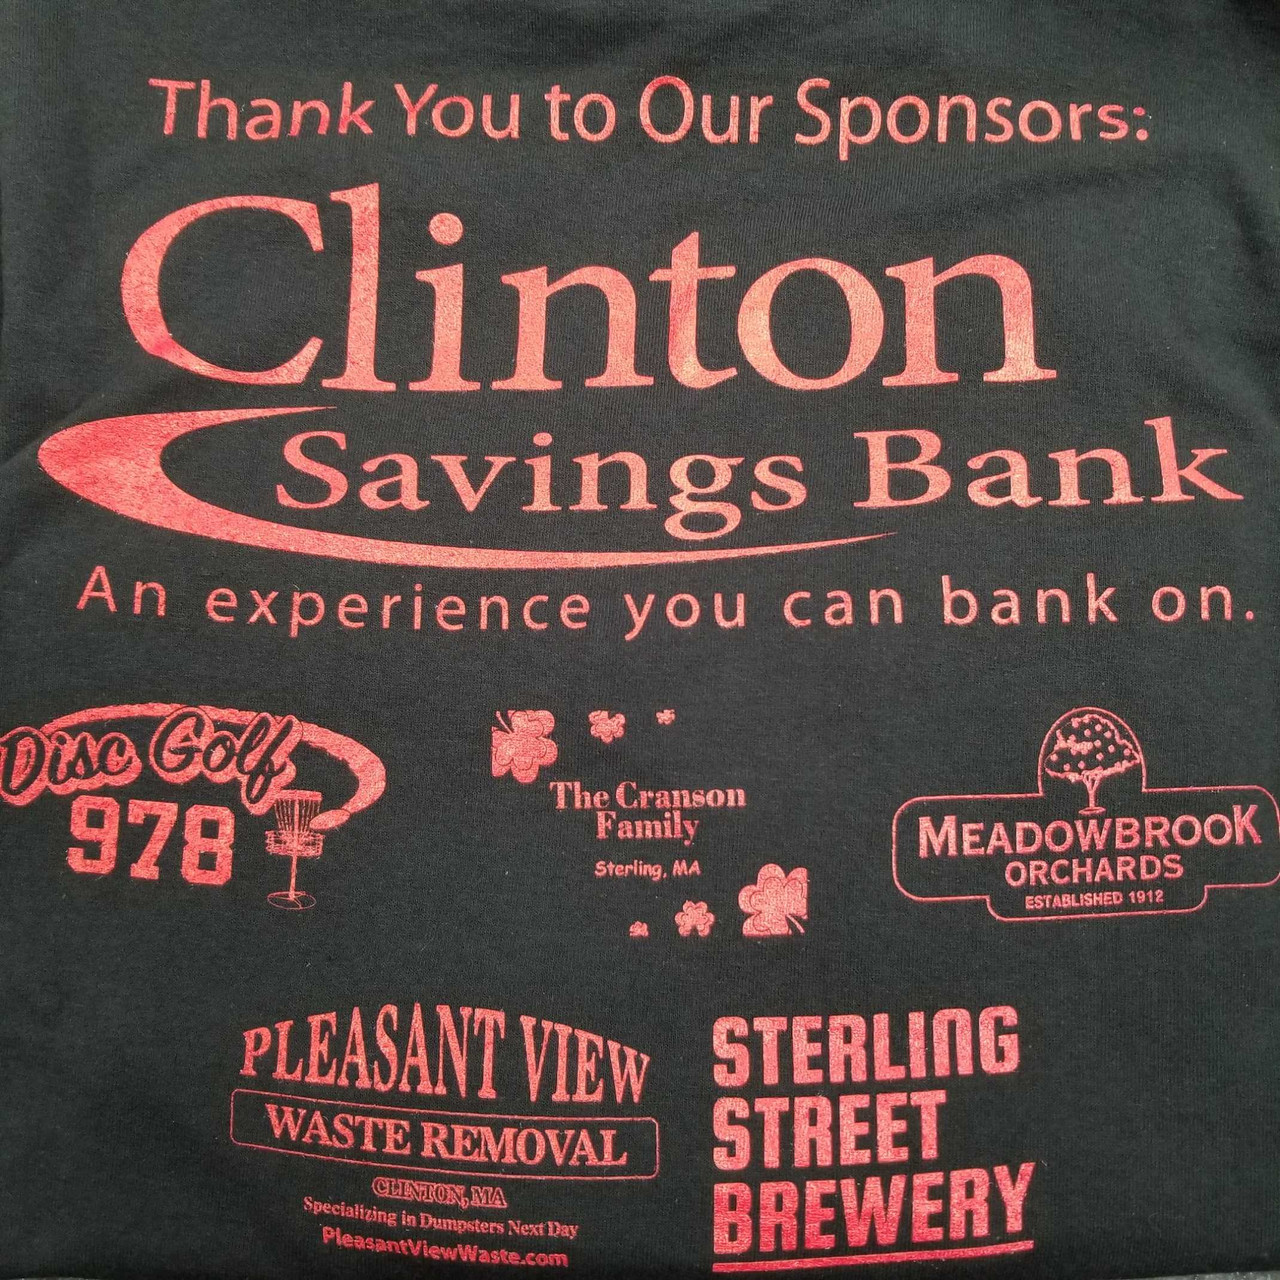 Thank You to Our Sponsors:
Clinton
Savings Bank
An experience you can bank on.
Disc Golf
978
The Cranson
Family
Sterling, MA
MEADOWBROOK
ORCHARDS
ESTABLISHED 1912
PLEASANT VIEW
WASTE REMOVAL
CLINTON, MA
Specializing in Dumpsters Next Day
PleasantViewWaste.com
STERLING
STREET
BREWERY